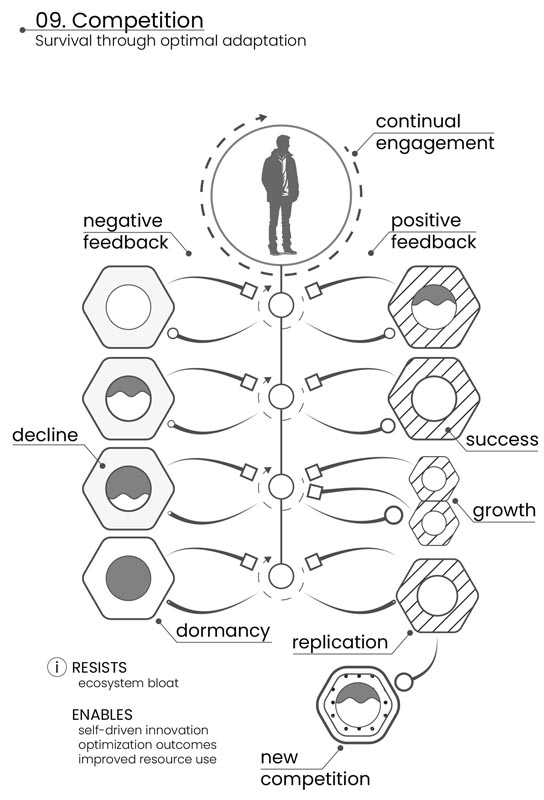 09. Competition
Survival through optimal adaptation
continual
engagement
negative
feedback
positive
feedback
decline
success
growth
dormancy
replication
i RESISTS
ecosystem bloat
ENABLES
self-driven innovation
optimization outcomes
improved resource use
new
competition